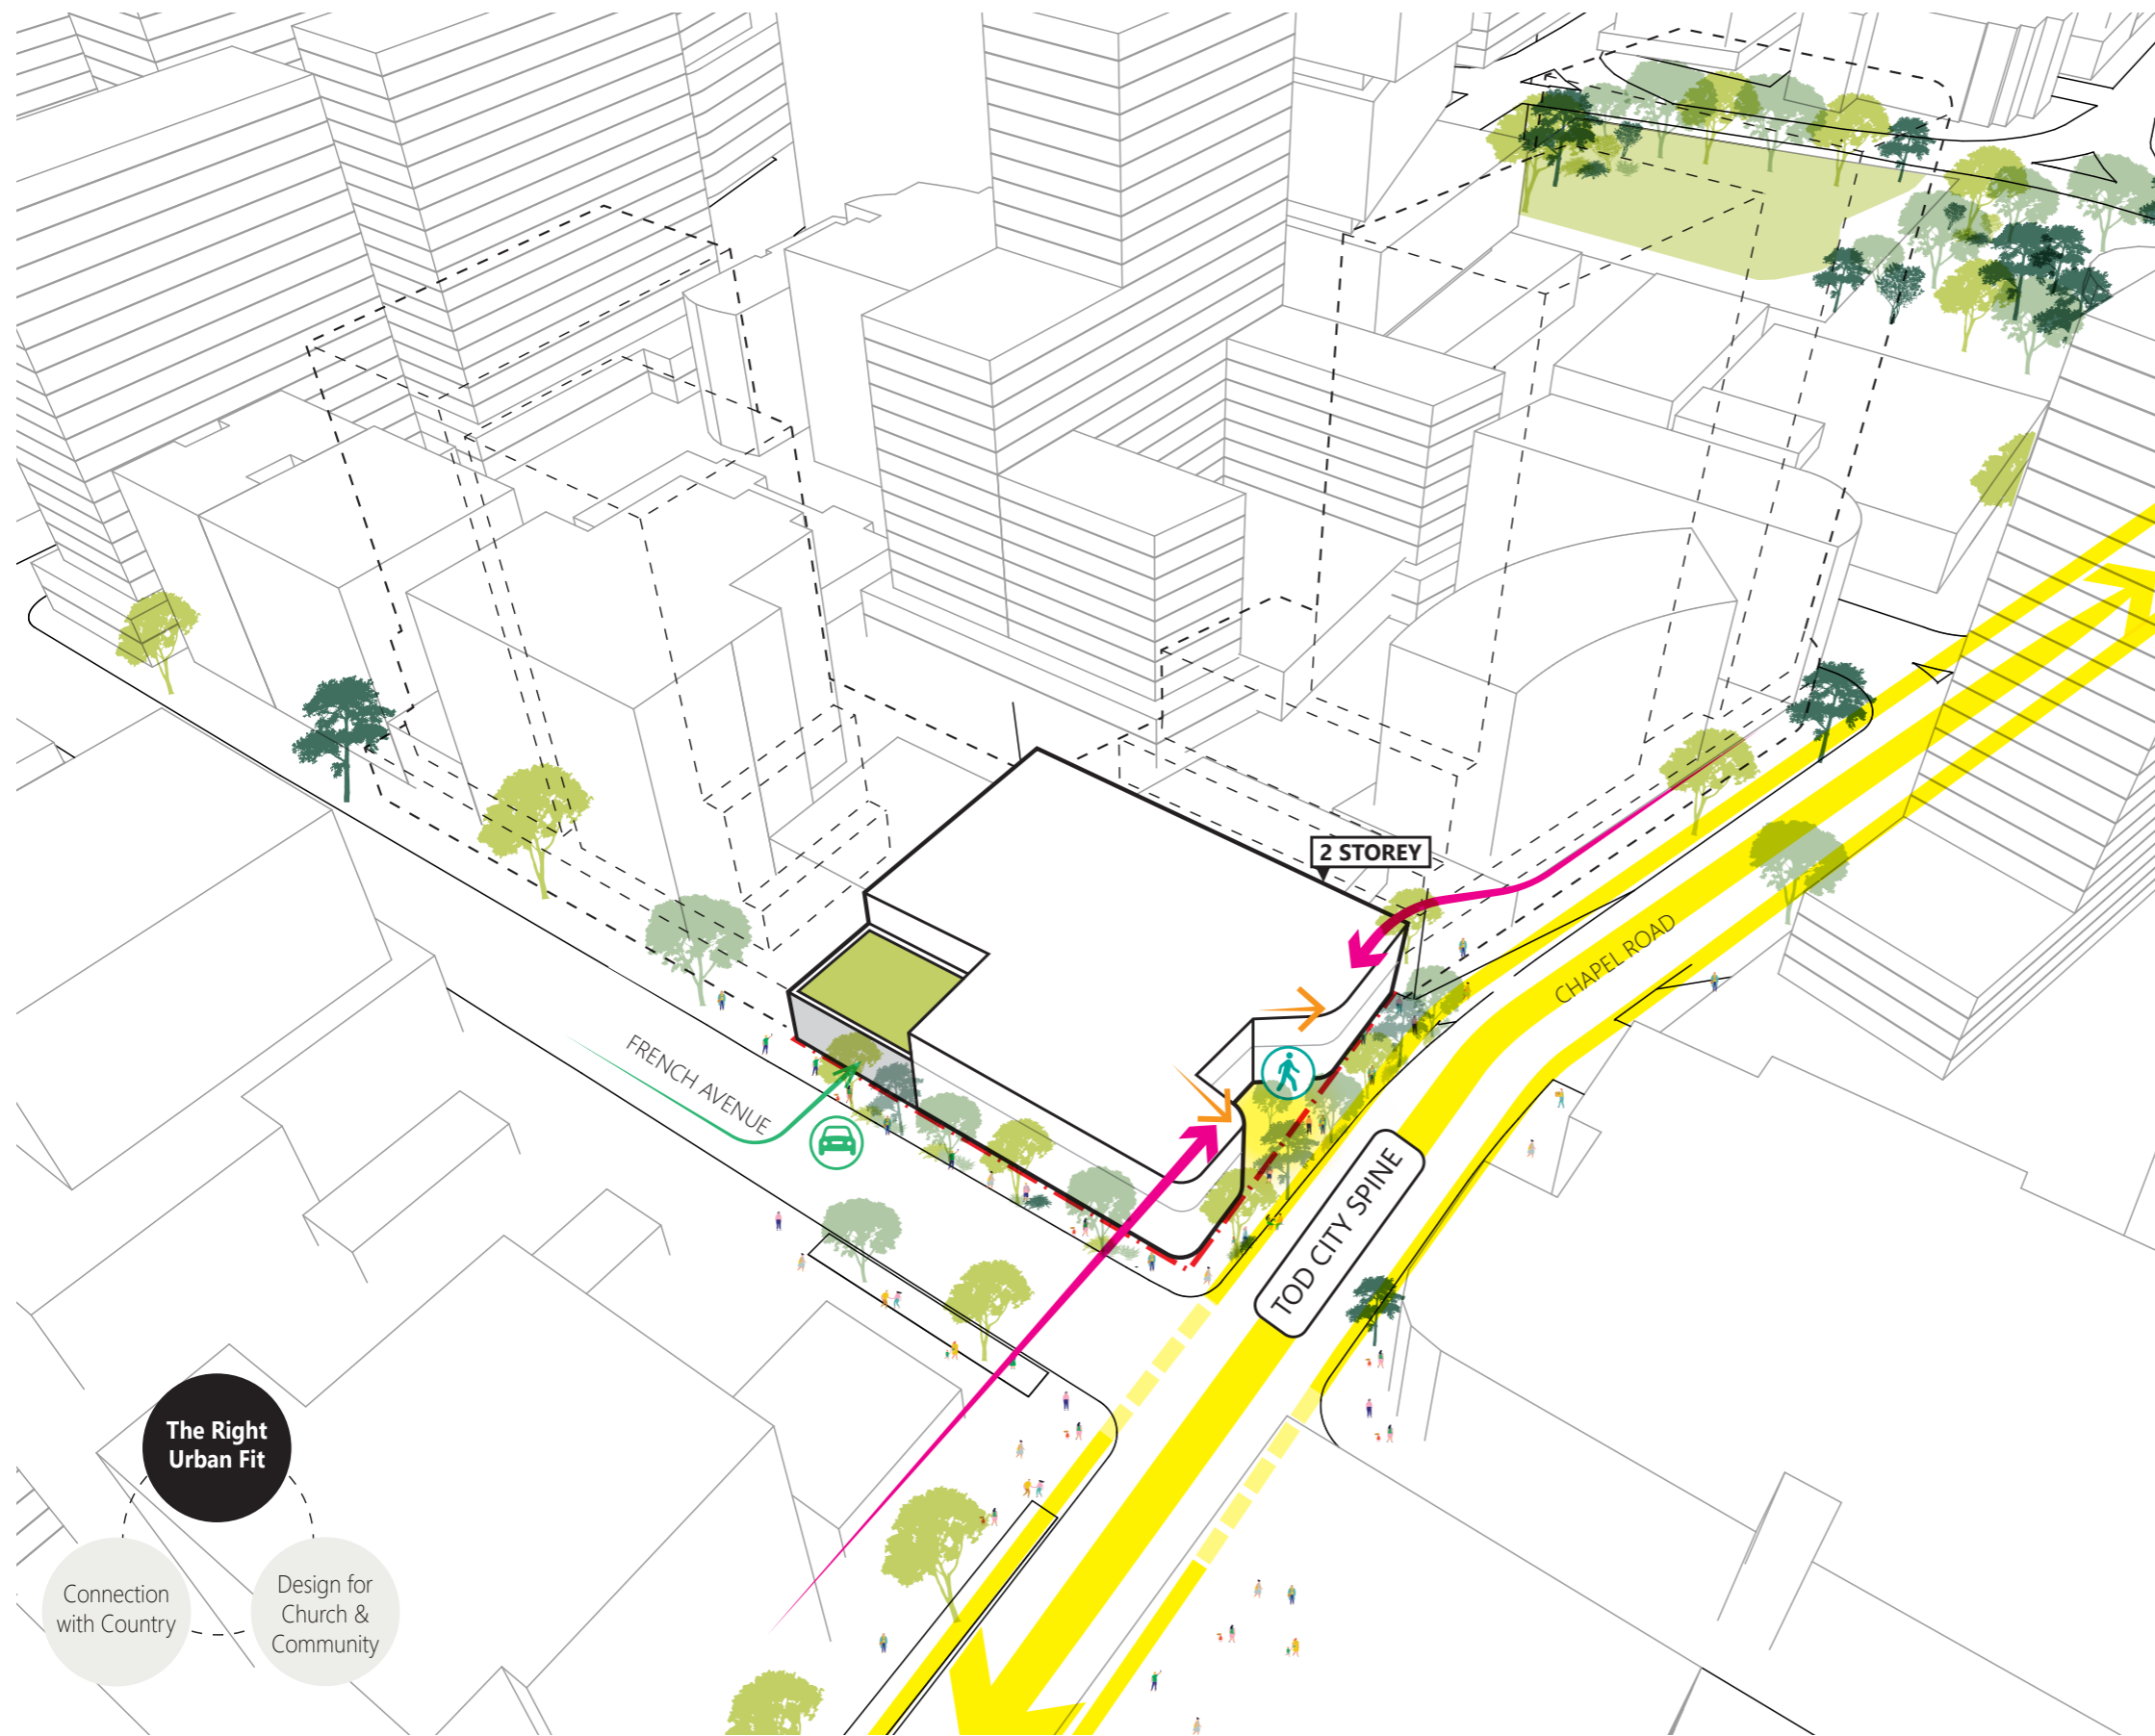 2 STOREY
CHAPEL ROAD
FRENCH AVENUE
TOD CITY SPINE
The Right
Urban Fit
Connection
with Country
Design for
Church &
Community